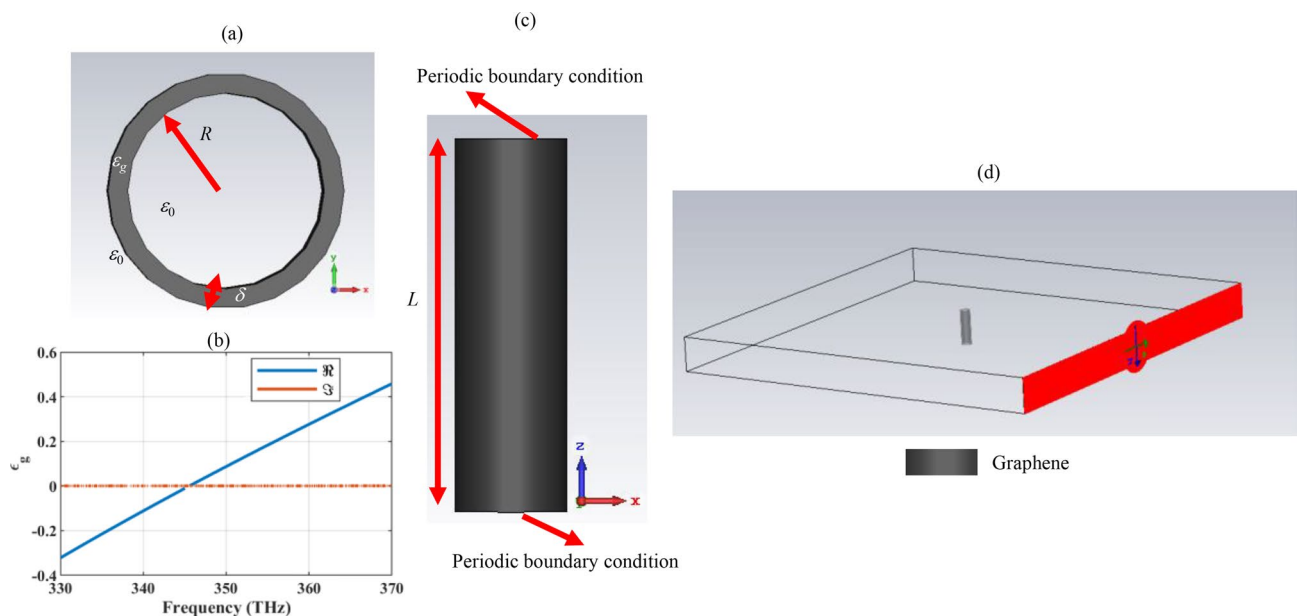 (a)
R
ε_g
ε_0
ε_0
δ
y
x
(b)
0.6
0.4
0.2
0
-0.2
-0.4
ϵ_g
ℜ
ℑ
330
340
350
360
370
Frequency (THz)
(c)
Periodic boundary condition
L
z
x
Periodic boundary condition
(d)
Graphene